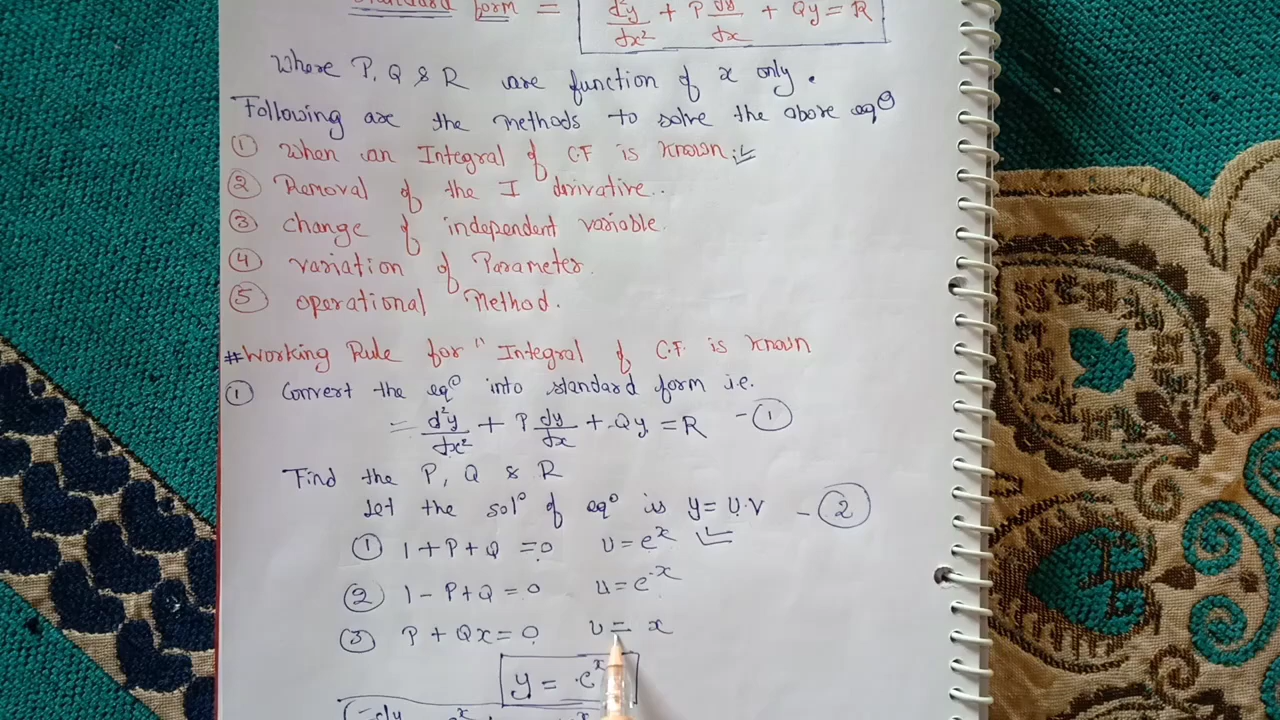 Standard form = d²y/dx² + P dy/dx + Qy = R
Where P, Q & R are function of x only.
Following are the methods to solve the above eqⁿ
① When an Integral of C.F is known.
② Removal of the I derivative..
③ change of independent variable.
④ variation of Parameter.
⑤ operational Method.
# Working Rule for " Integral of C.F. is known
① Convert the eqⁿ into standard form i.e.
= d²y/dx² + P dy/dx + Qy = R - ①
Find the P, Q & R
Let the solⁿ of eqⁿ is y = U.V - ②
① 1 + P + Q = 0 u = eˣ
② 1 - P + Q = 0 u = e⁻ˣ
③ P + Qx = 0 u = x
y = eˣ